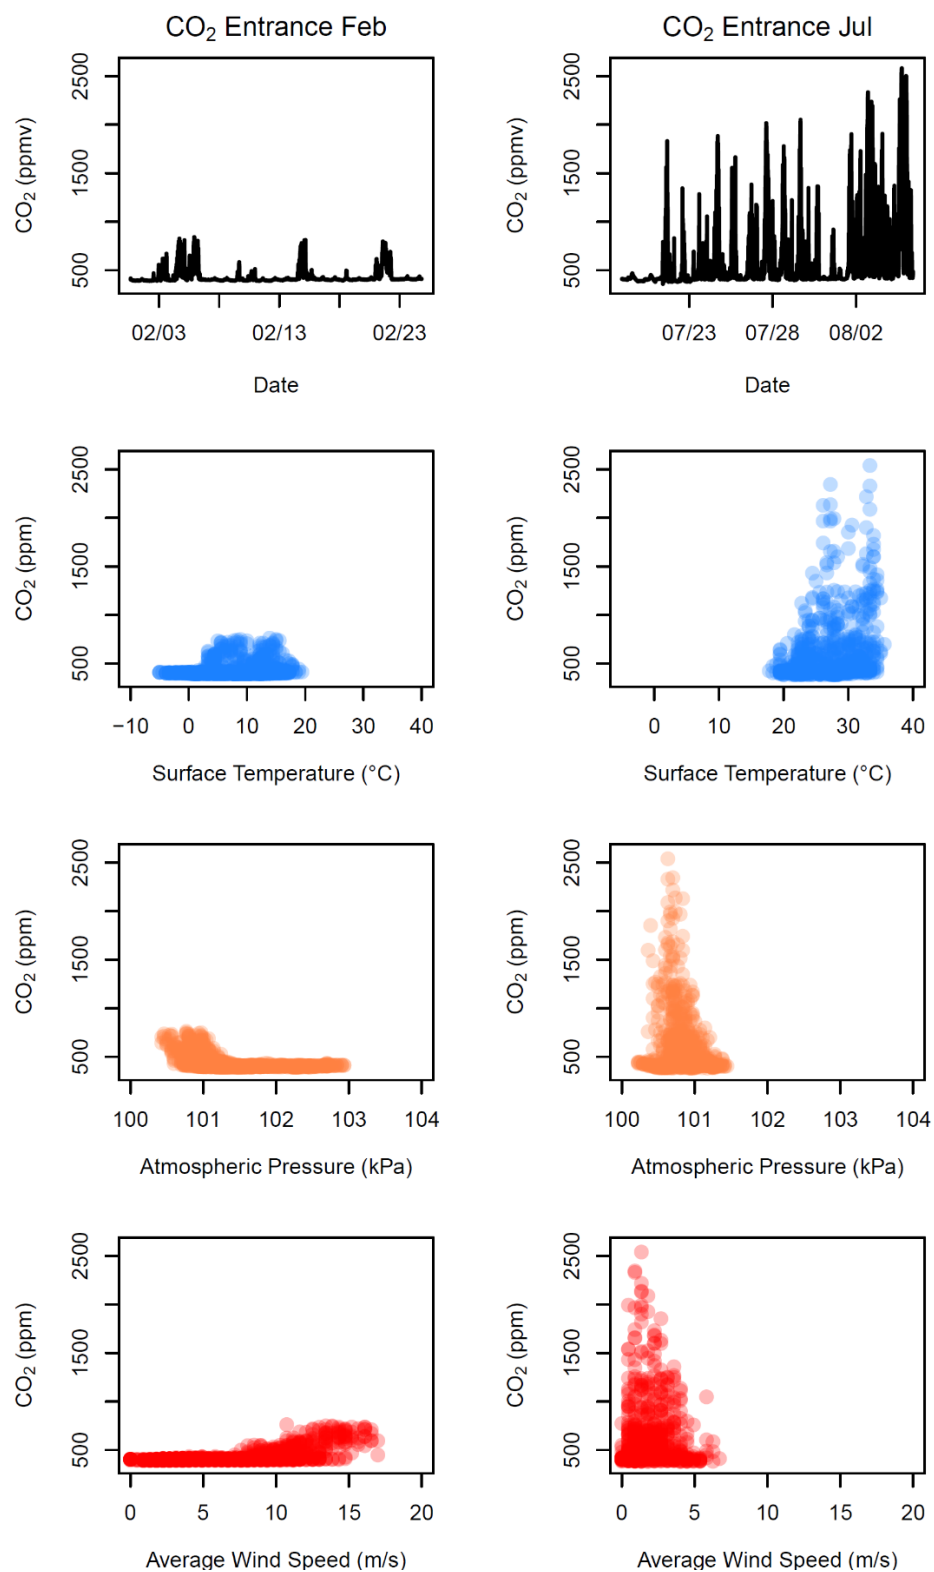 CO₂ Entrance Feb
CO₂ Entrance Jul
CO₂ (ppmv)
2500
1500
500
02/03 02/13 02/23
Date
CO₂ (ppmv)
2500
1500
500
07/23 07/28 08/02
Date
CO₂ (ppm)
2500
1500
500
−10 0 10 20 30 40
Surface Temperature (°C)
CO₂ (ppm)
2500
1500
500
0 20 30 40
Surface Temperature (°C)
CO₂ (ppm)
2500
1500
500
100 101 102 103 104
Atmospheric Pressure (kPa)
CO₂ (ppm)
2500
1500
500
100 101 102 103 104
Atmospheric Pressure (kPa)
CO₂ (ppm)
2500
1500
500
0 5 10 15 20
Average Wind Speed (m/s)
CO₂ (ppm)
2500
1500
500
0 5 10 15 20
Average Wind Speed (m/s)